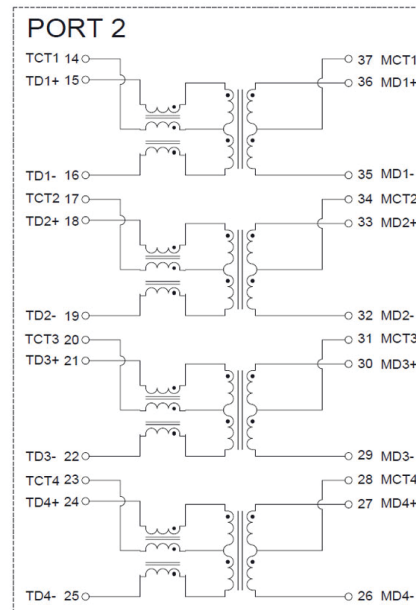 PORT 2
TCT1 14 37 MCT1
TD1+ 15 36 MD1+
TD1- 16 35 MD1-
TCT2 17 34 MCT2
TD2+ 18 33 MD2+
TD2- 19 32 MD2-
TCT3 20 31 MCT3
TD3+ 21 30 MD3+
TD3- 22 29 MD3-
TCT4 23 28 MCT4
TD4+ 24 27 MD4+
TD4- 25 26 MD4-